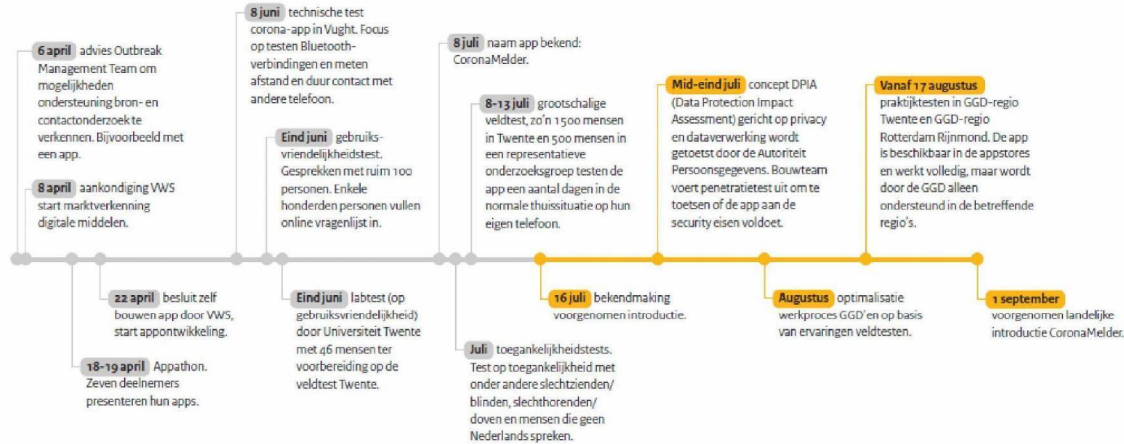 6 april advies Outbreak
Management Team om
mogelijkheden
ondersteuning bron- en
contactonderzoek te
verkennen. Bijvoorbeeld met
een app.
8 april aankondiging VWS
start marktverkenning
digitale middelen.
18-19 april Appathon.
Zeven deelnemers
presenteren hun apps.
22 april besluit zelf
bouwen app door VWS,
start appontwikkeling.
8 juni technische test
corona-app in Vught. Focus
op testen Bluetooth-
verbindingen en meten
afstand en duur contact met
andere telefoon.
Eind juni gebruiks-
vriendelijkheidstest.
Gesprekken met ruim 100
personen. Enkele
honderden personen vullen
online vragenlijst in.
Eind juni labtest (op
gebruiksvriendelijkheid)
door Universiteit Twente
met 46 mensen ter
voorbereiding op de
veldtest Twente.
8 juli naam app bekend:
CoronaMelder.
Juli toegankelijkheidstests.
Test op toegankelijkheid met
onder andere slechtzienden/
blinden, slechthorenden/
doven en mensen die geen
Nederlands spreken.
8-13 juli grootschalige
veldtest, zo'n 1500 mensen
in Twente en 500 mensen in
een representatieve
onderzoeksgroep testen de
app een aantal dagen in de
normale thuissituatie op hun
eigen telefoon.
16 juli bekendmaking
voorgenomen introductie.
Mid-eind juli concept DPIA
(Data Protection Impact
Assessment) gericht op privacy
en dataverwerking wordt
getoetst door de Autoriteit
Persoonsgegevens. Bouwteam
voert penetratietest uit om te
toetsen of de app aan de
security eisen voldoet.
Augustus optimalisatie
werkproces GGD'en op basis
van ervaringen veldtesten.
Vanaf 17 augustus
praktijktesten in GGD-regio
Twente en GGD-regio
Rotterdam Rijnmond. De app
is beschikbaar in de appstores
en werkt volledig, maar wordt
door de GGD alleen
ondersteund in de betreffende
regio's.
1 september
voorgenomen landelijke
introductie CoronaMelder.